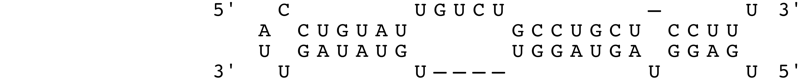 5' C UGUCU – U 3'
A CUGUAU GCCUGCU CCUU
U GAUAUG UGGAUGA GGAG
3' U U–––– U U 5'